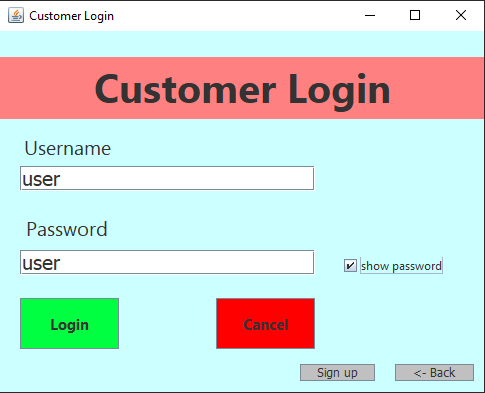 Customer Login
Customer Login
Username
user
Password
user
show password
Login
Cancel
Sign up
<- Back